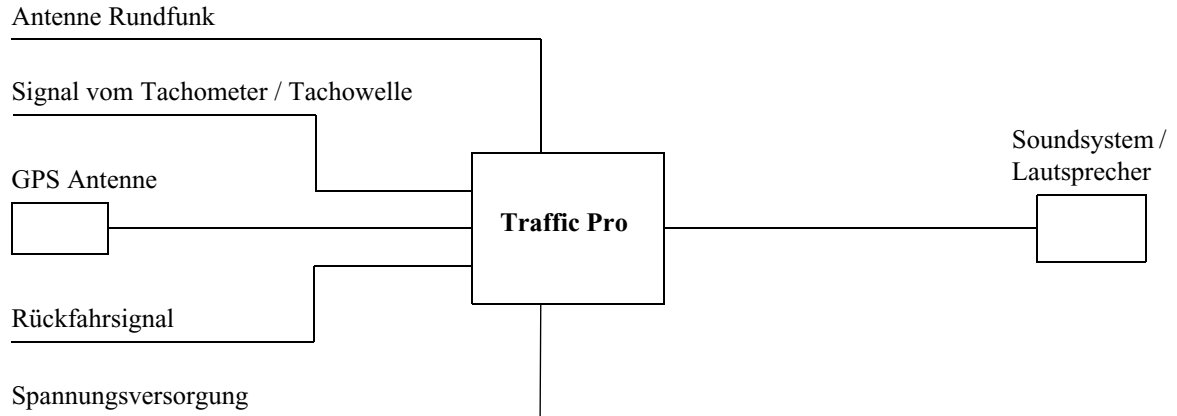 Antenne Rundfunk
Signal vom Tachometer / Tachowelle
GPS Antenne
Rückfahrsignal
Spannungsversorgung
Traffic Pro
Soundsystem /
Lautsprecher